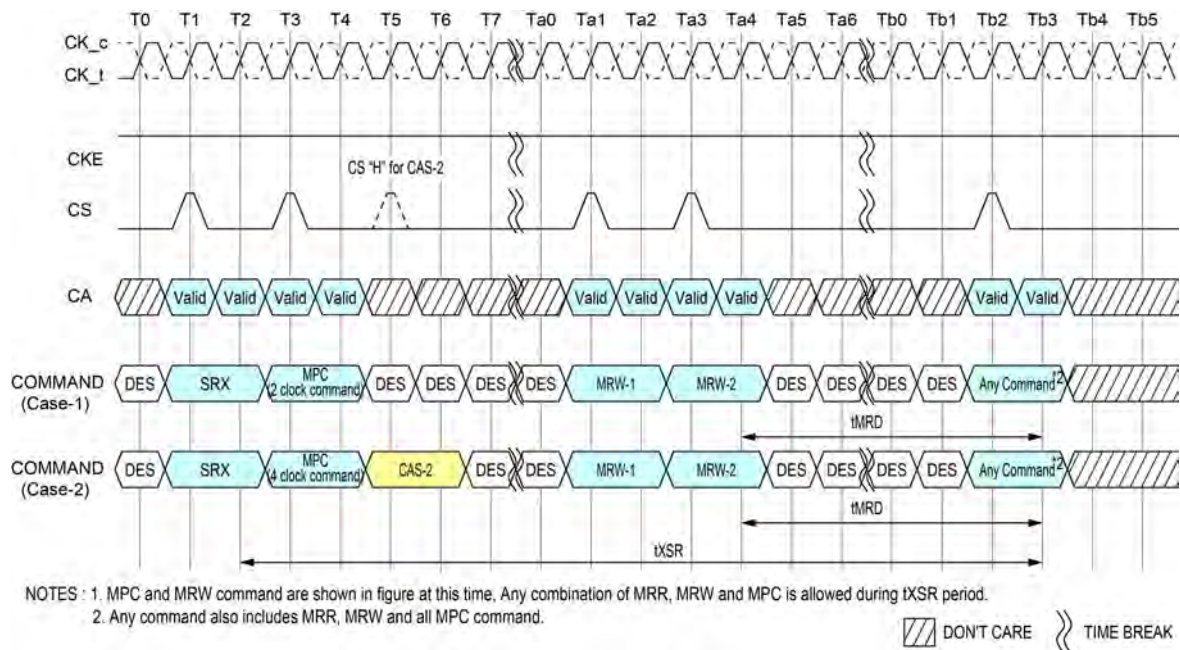 T0 T1 T2 T3 T4 T5 T6 T7 Ta0 Ta1 Ta2 Ta3 Ta4 Ta5 Ta6 Tb0 Tb1 Tb2 Tb3 Tb4 Tb5
CK_c
CK_t
CKE
CS "H" for CAS-2
CS
CA
Valid Valid Valid Valid Valid Valid Valid Valid Valid Valid
COMMAND
(Case-1)
DES SRX MPC
(2 clock command) DES DES DES DES MRW-1 MRW-2 DES DES DES DES Any Command*2
tMRD
COMMAND
(Case-2)
DES SRX MPC
(4 clock command) CAS-2 DES DES MRW-1 MRW-2 DES DES DES DES Any Command*2
tMRD
tXSR
NOTES : 1. MPC and MRW command are shown in figure at this time, Any combination of MRR, MRW and MPC is allowed during tXSR period.
2. Any command also includes MRR, MRW and all MPC command.
DON'T CARE TIME BREAK